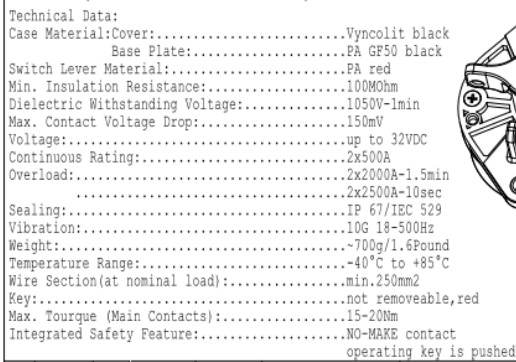 Technical Data:
Case Material:Cover:..........................Vyncolit black
Base Plate:.....................PA GF50 black
Switch Lever Material:........................PA red
Min. Insulation Resistance:...................100MOhm
Dielectric Withstanding Voltage:..............1050V-1min
Max. Contact Voltage Drop:....................150mV
Voltage:......................................up to 32VDC
Continuous Rating:............................2x500A
Overload:.....................................2x2000A-1.5min
.....................................2x2500A-10sec
Sealing:......................................IP 67/IEC 529
Vibration:....................................10G 18-500Hz
Weight:.......................................~700g/1.6Pound
Temperature Range:............................-40°C to +85°C
Wire Section(at nominal load):................min.250mm2
Key:..........................................not removeable,red
Max. Tourque (Main Contacts):.................15-20Nm
Integrated Safety Feature:....................NO-MAKE contact
operating key is pushed